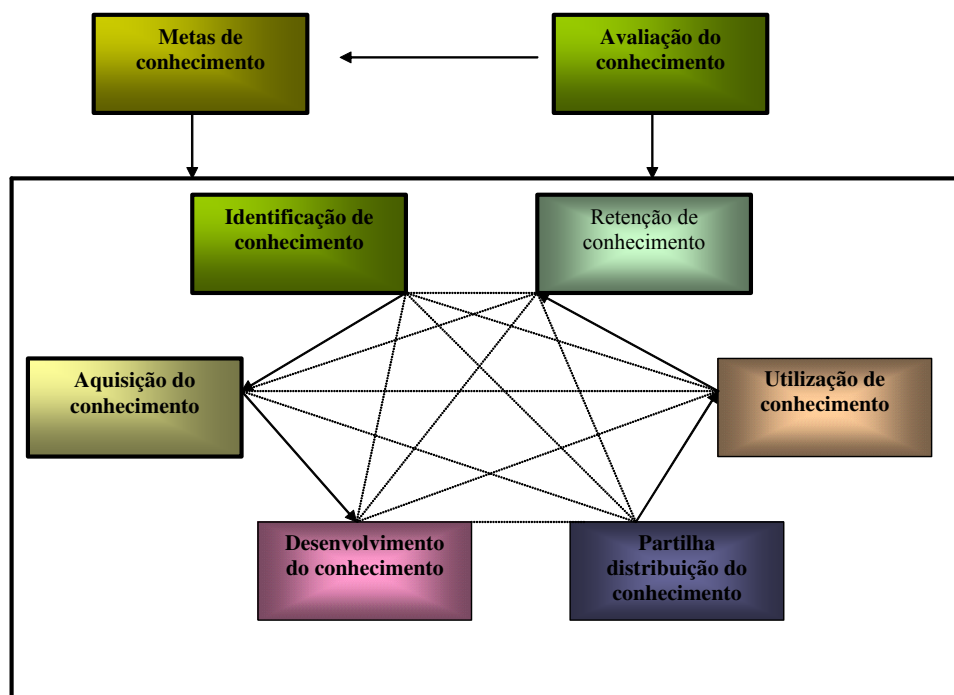 Metas de
conhecimento
Avaliação do
conhecimento
Identificação de
conhecimento
Retenção de
conhecimento
Aquisição do
conhecimento
Utilização de
conhecimento
Desenvolvimento
do conhecimento
Partilha
distribuição do
conhecimento